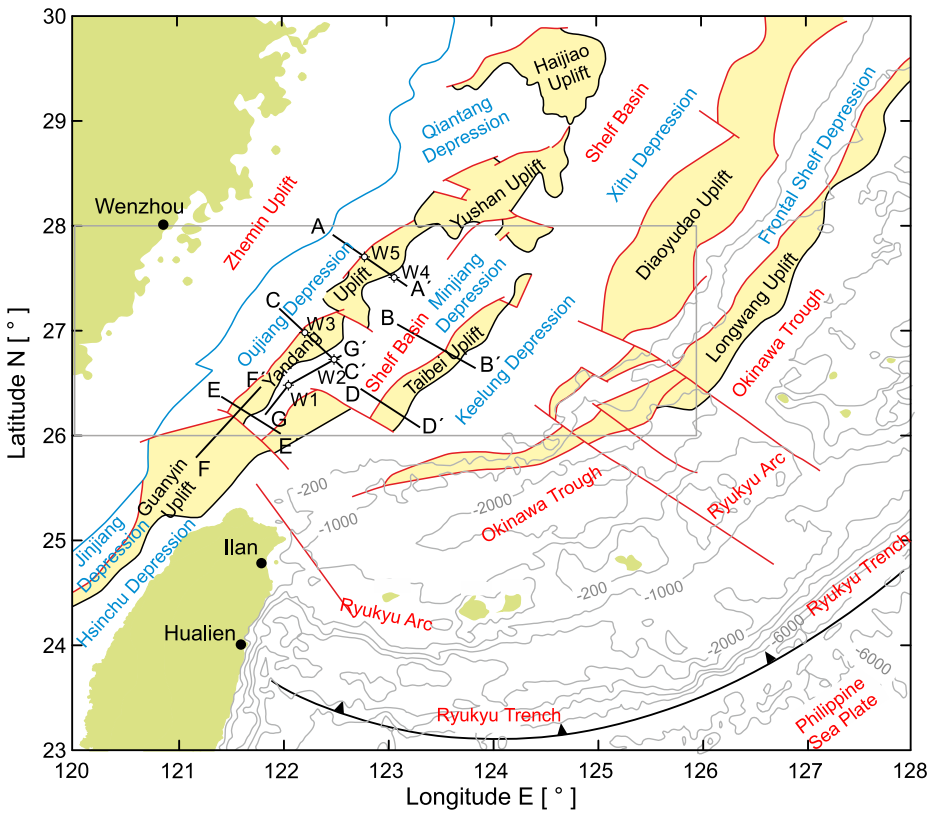 30
29
28
27
26
25
24
23
Latitude N [ ° ]
120
121
122
123
124
125
126
127
128
Longitude E [ ° ]
Haijiao
Uplift
Qiantang
Depression
Shelf Basin
Xihu Depression
Frontal Shelf Depression
Wenzhou
Zhemin Uplift
Yushan Uplift
Diaoyudao Uplift
Longwang Uplift
A
W5
W4
A´
Oujiang Depression
Uplift
Yandang
Minjiang
Depression
C
W3
B
B´
G´
C´
W2
W1
Shelf Basin
Taibei Uplift
Keelung Depression
Okinawa Trough
E
F´
D
D´
G
E
F
Guanyin
Uplift
-200
-1000
-2000
Okinawa Trough
Ryukyu Arc
Jinjiang
Depression
Hsinchu Depression
Ilan
Hualien
Ryukyu Arc
-200
-1000
-2000
-6000
Ryukyu Trench
-6000
Ryukyu Trench
Philippine
Sea Plate